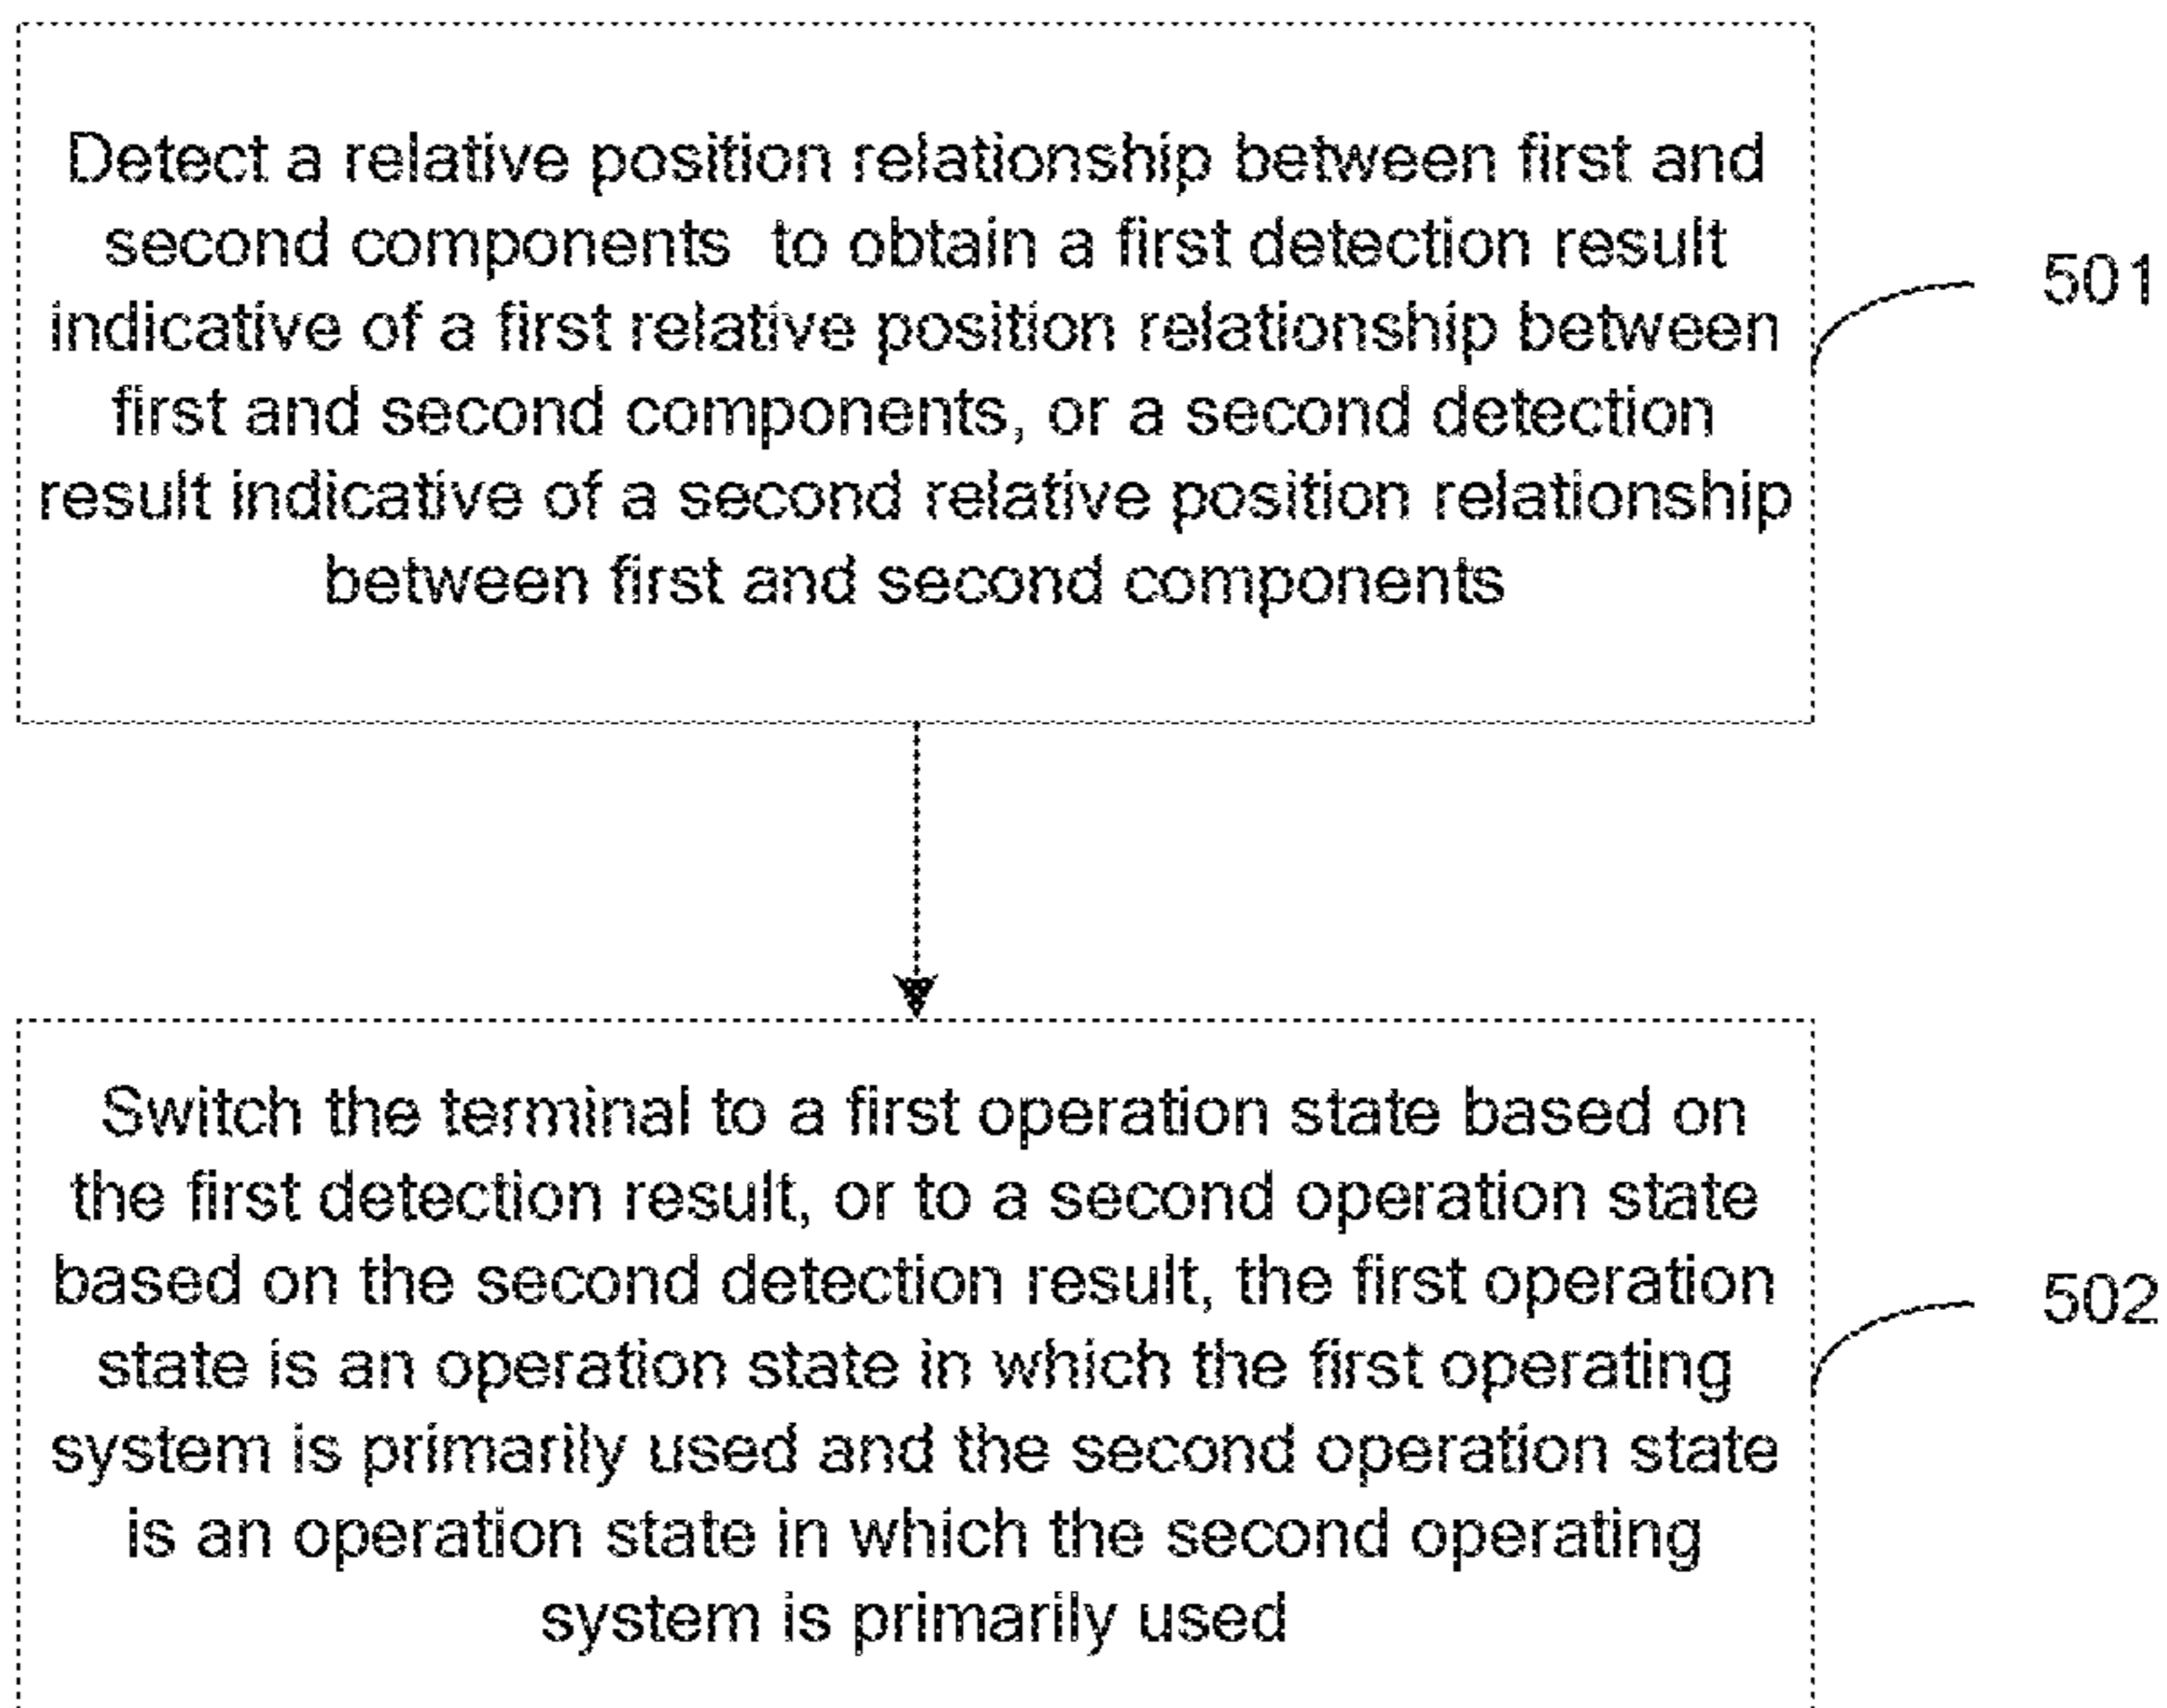 Detect a relative position relationship between first and
second components to obtain a first detection result
indicative of a first relative position relationship between
first and second components, or a second detection
result indicative of a second relative position relationship
between first and second components
501
Switch the terminal to a first operation state based on
the first detection result, or to a second operation state
based on the second detection result, the first operation
state is an operation state in which the first operating
system is primarily used and the second operation state
is an operation state in which the second operating
system is primarily used
502